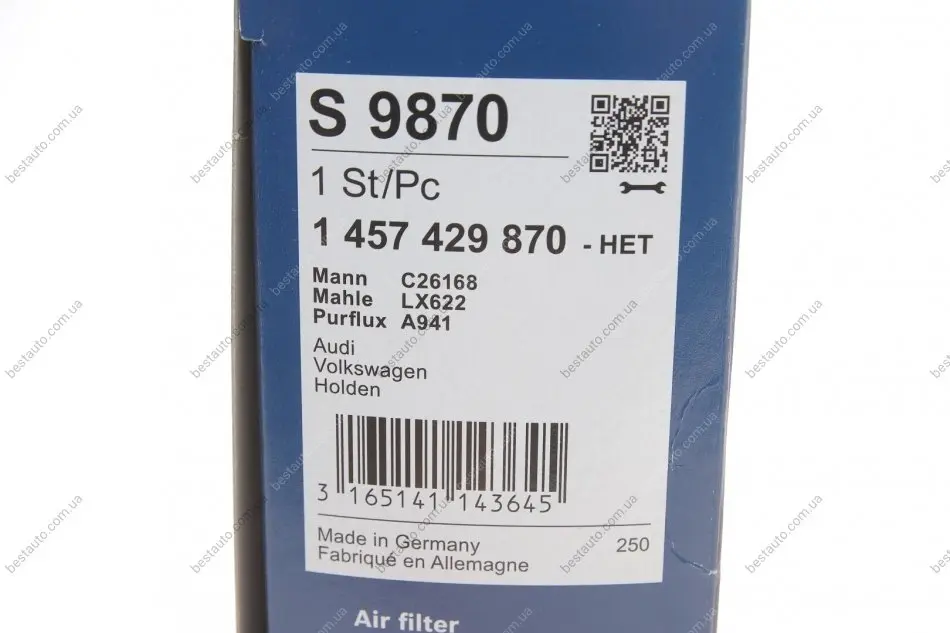 S 9870
1 St/Pc
1 457 429 870 - HET
Mann C26168
Mahle LX622
Purflux A941
Audi
Volkswagen
Holden
3 165141 143645
Made in Germany 250
Fabriqué en Allemagne
Air filter
bestauto.com.ua